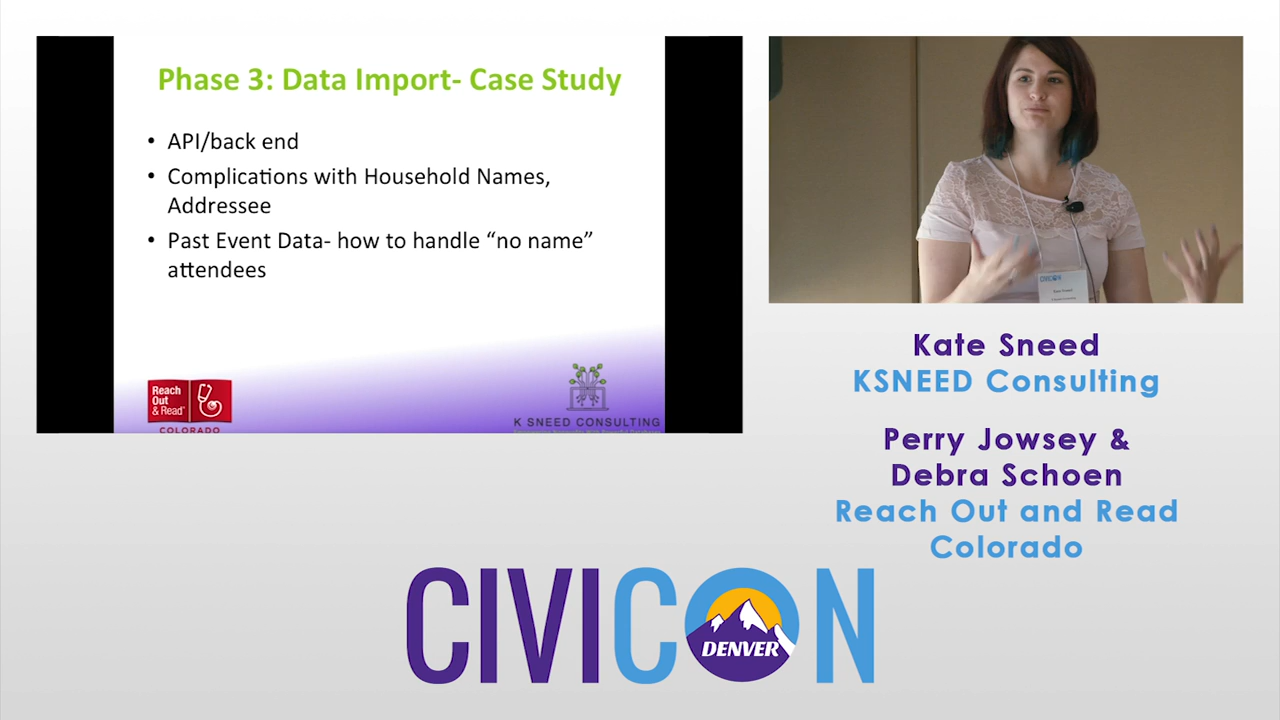 Phase 3: Data Import- Case Study
• API/back end
• Complications with Household Names,
Addressee
• Past Event Data- how to handle “no name”
attendees
Reach
Out
& Read
COLORADO
K SNEED CONSULTING
Kate Sneed
KSNEED Consulting
Perry Jowsey &
Debra Schoen
Reach Out and Read
Colorado
CIVICON
DENVER